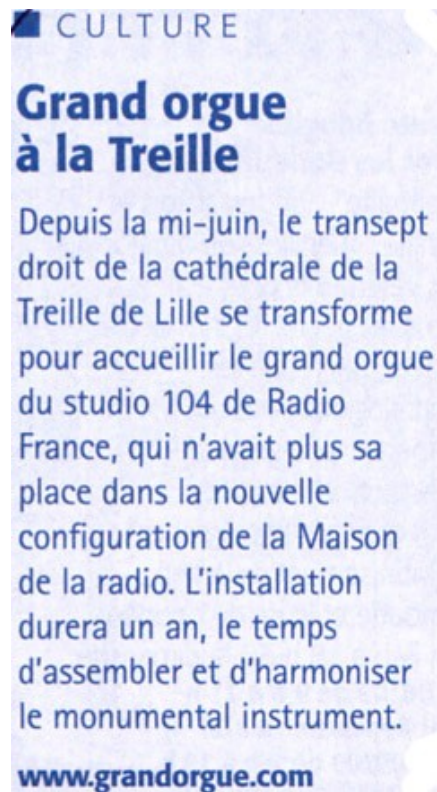 CULTURE
Grand orgue
à la Treille
Depuis la mi-juin, le transept
droit de la cathédrale de la
Treille de Lille se transforme
pour accueillir le grand orgue
du studio 104 de Radio
France, qui n'avait plus sa
place dans la nouvelle
configuration de la Maison
de la radio. L'installation
durera un an, le temps
d'assembler et d'harmoniser
le monumental instrument.
www.grandorgue.com